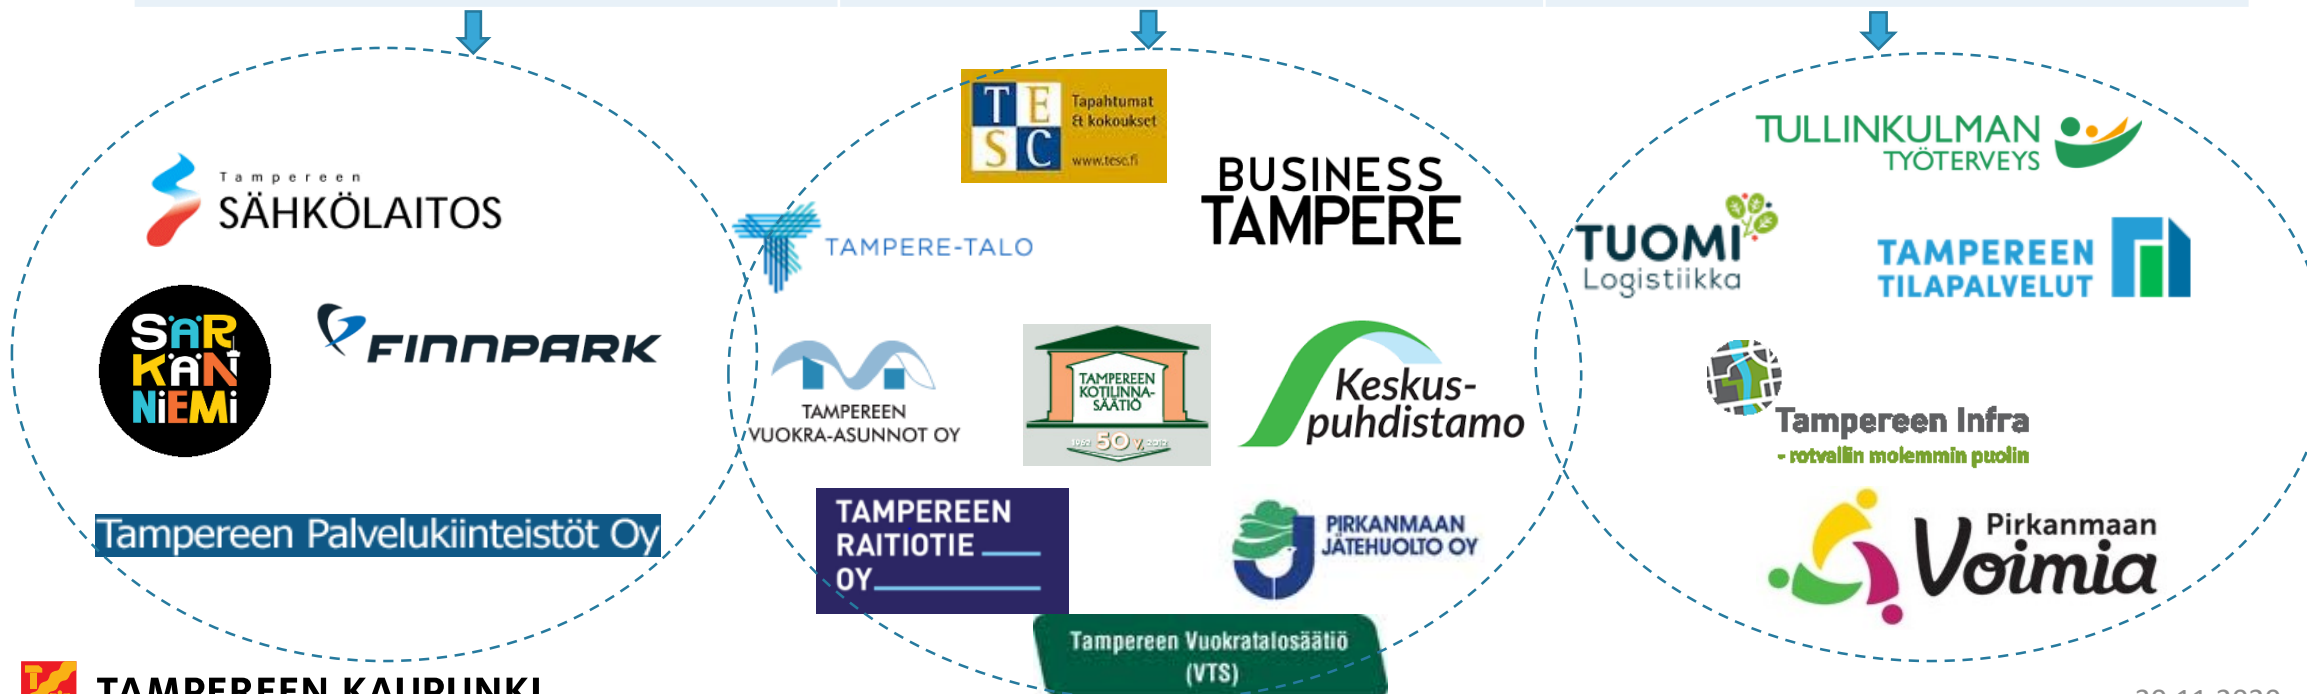 Tampereen
SÄHKÖLAITOS
SÄR
KÄN
NiEMi
FINNPARK
Tampereen Palvelukiinteistöt Oy
T E
S C
Tapahtumat
& kokoukset
www.tesc.fi
BUSINESS
TAMPERE
TAMPERE-TALO
TAMPEREEN
VUOKRA-ASUNNOT OY
TAMPEREEN
KOTILINNA-
SÄÄTIÖ
1962 50 v. 2012
Keskus-
puhdistamo
TAMPEREEN
RAITIOTIE
OY
PIRKANMAAN
JÄTEHUOLTO OY
Tampereen Vuokratalosäätiö
(VTS)
TULLINKULMAN
TYÖTERVEYS
TUOMI
Logistiikka
TAMPEREEN
TILAPALVELUT
Tampereen Infra
- rotvallin molemmin puolin
Pirkanmaan
Voimia
TAMPEREEN KAUPUNKI